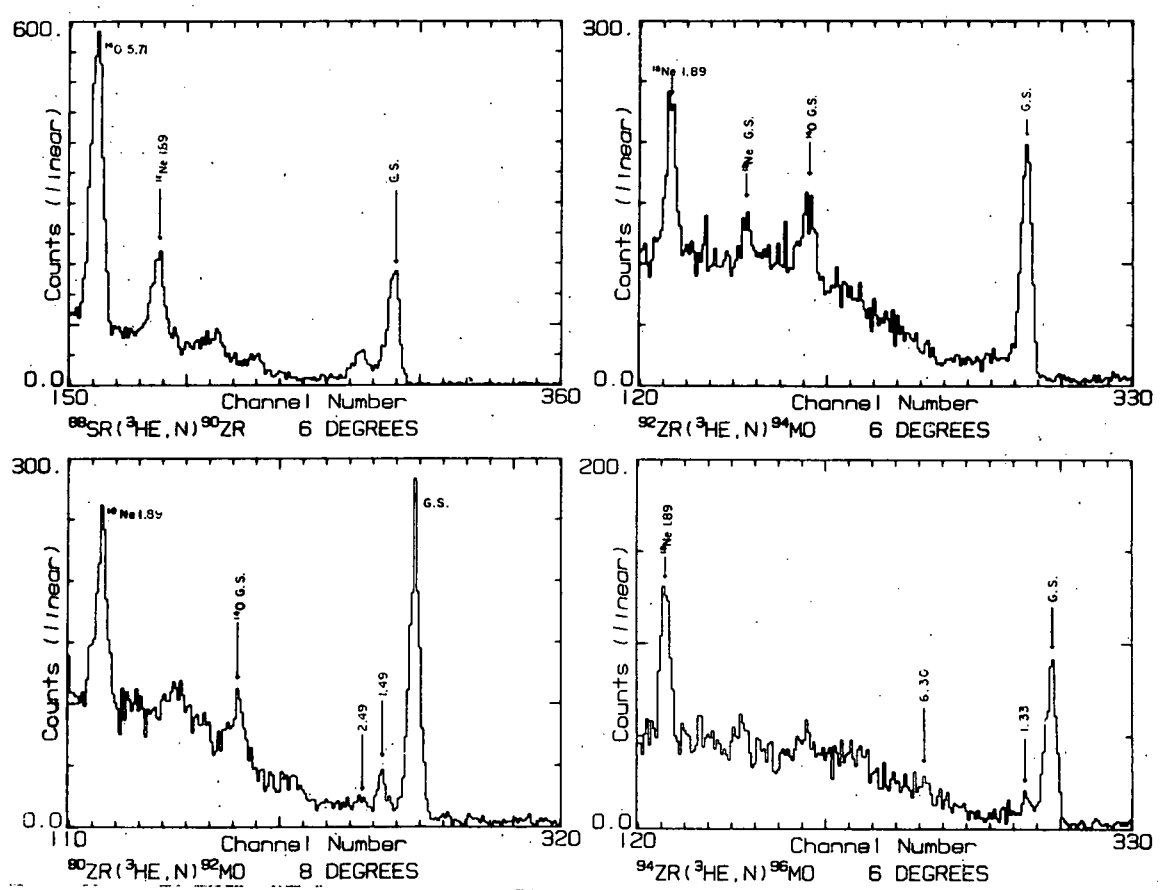 600.
¹⁴O 5.71
¹⁸Ne 1.89
G.S.
Counts (linear)
0.0
150
Channel Number
360
⁸⁸SR(³HE,N)⁹⁰ZR 6 DEGREES
300.
¹⁸Ne 1.89
¹⁸Ne G.S.
¹⁴O G.S.
G.S.
Counts (linear)
0.0
120
Channel Number
330
⁹²ZR(³HE,N)⁹⁴MO 6 DEGREES
300.
¹⁸Ne 1.89
¹⁴O G.S.
2.49
1.49
G.S.
Counts (linear)
0.0
110
Channel Number
320
⁹⁰ZR(³HE,N)⁹²MO 8 DEGREES
200.
¹⁸Ne 1.89
6.30
1.33
G.S.
Counts (linear)
0.0
120
Channel Number
330
⁹⁴ZR(³HE,N)⁹⁶MO 6 DEGREES